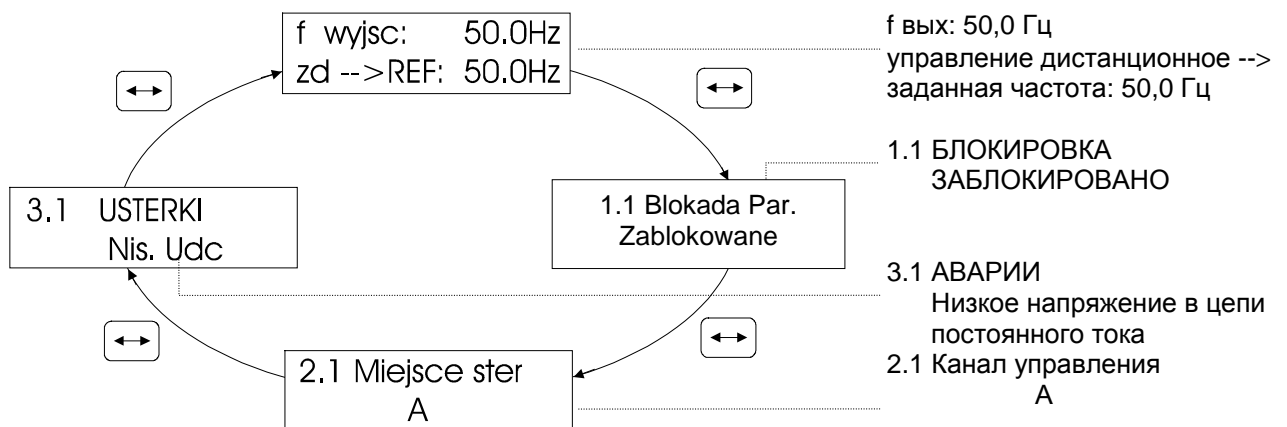 f wyjsc: 50.0Hz
zd -->REF: 50.0Hz
1.1 Blokada Par.
Zablokowane
3.1 USTERKI
Nis. Udc
2.1 Miejsce ster
A
f вых: 50,0 Гц
управление дистанционное -->
заданная частота: 50,0 Гц
1.1 БЛОКИРОВКА
ЗАБЛОКИРОВАНО
3.1 АВАРИИ
Низкое напряжение в цепи
постоянного тока
2.1 Канал управления
А